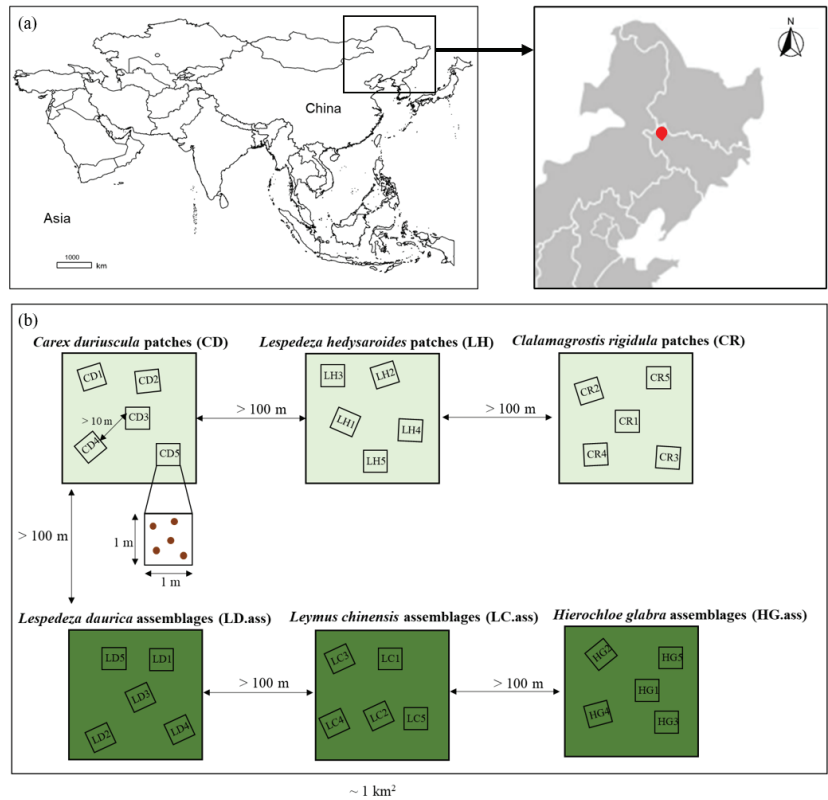 (a)
China
Asia
1000
km
N
(b)
Carex duriuscula patches (CD)
Lespedeza hedysaroides patches (LH)
Clalamagrostis rigidula patches (CR)
CD1
CD2
> 10 m
CD3
CD4
CD5
> 100 m
LH3
LH2
LH1
LH4
LH5
> 100 m
CR5
CR2
CR1
CR4
CR3
> 100 m
1 m
1 m
Lespedeza daurica assemblages (LD.ass)
Leymus chinensis assemblages (LC.ass)
Hierochloe glabra assemblages (HG.ass)
LD5
LD1
LD3
LD2
LD4
> 100 m
LC3
LC1
LC4
LC2
LC5
> 100 m
HG2
HG5
HG1
HG4
HG3
~ 1 km²